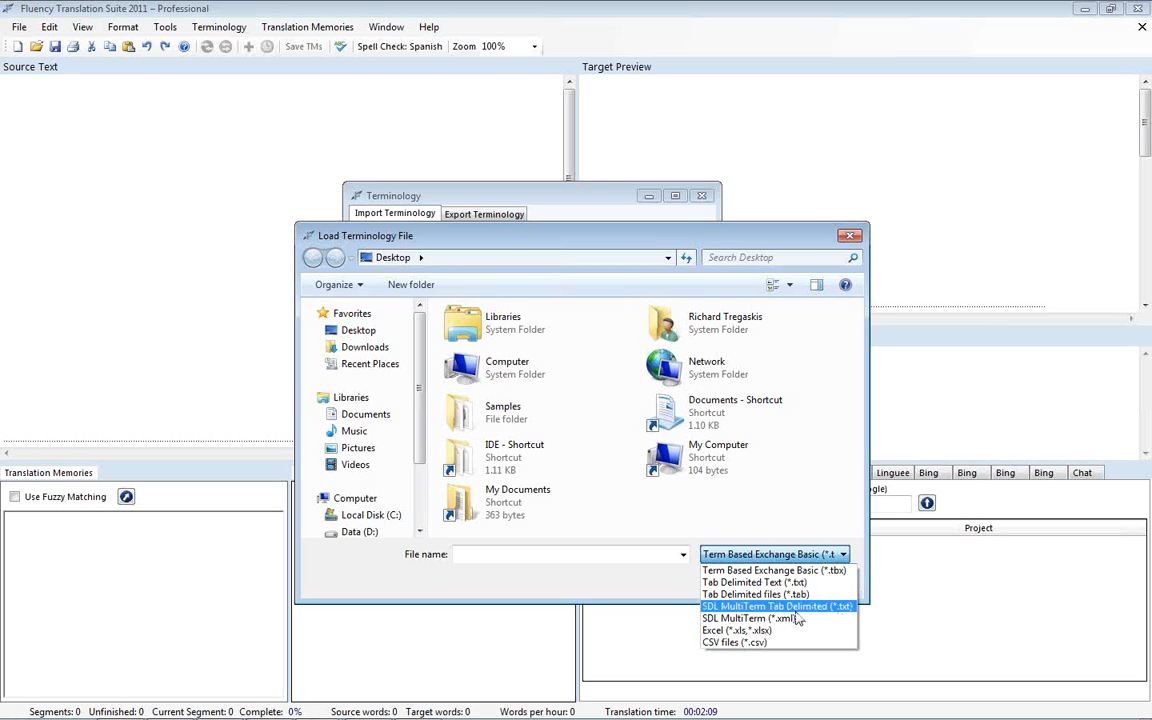 Fluency Translation Suite 2011 – Professional
File Edit View Format Tools Terminology Translation Memories Window Help
Save TMs Spell Check: Spanish Zoom 100%
Source Text
Target Preview
Terminology
Import Terminology Export Terminology
Load Terminology File
Desktop
Search Desktop
Organize New folder
Favorites
Desktop
Downloads
Recent Places
Libraries
Documents
Music
Pictures
Videos
Computer
Local Disk (C:)
Data (D:)
Libraries
System Folder
Richard Tregaskis
System Folder
Computer
System Folder
Network
System Folder
Samples
File folder
Documents - Shortcut
Shortcut
1.10 KB
IDE - Shortcut
Shortcut
1.11 KB
My Computer
Shortcut
104 bytes
My Documents
Shortcut
363 bytes
File name:
Term Based Exchange Basic (*.t
Term Based Exchange Basic (*.tbx)
Tab Delimited Text (*.txt)
Tab Delimited files (*.tab)
SDL MultiTerm Tab Delimited (*.txt)
SDL MultiTerm (*.xml)
Excel (*.xls,*.xlsx)
CSV files (*.csv)
Translation Memories
Use Fuzzy Matching
Linguee Bing Bing Bing Bing Chat
gle)
Project
Segments: 0 Unfinished: 0 Current Segment: 0 Complete: 0% Source words: 0 Target words: 0 Words per hour: 0 Translation time: 00:02:09